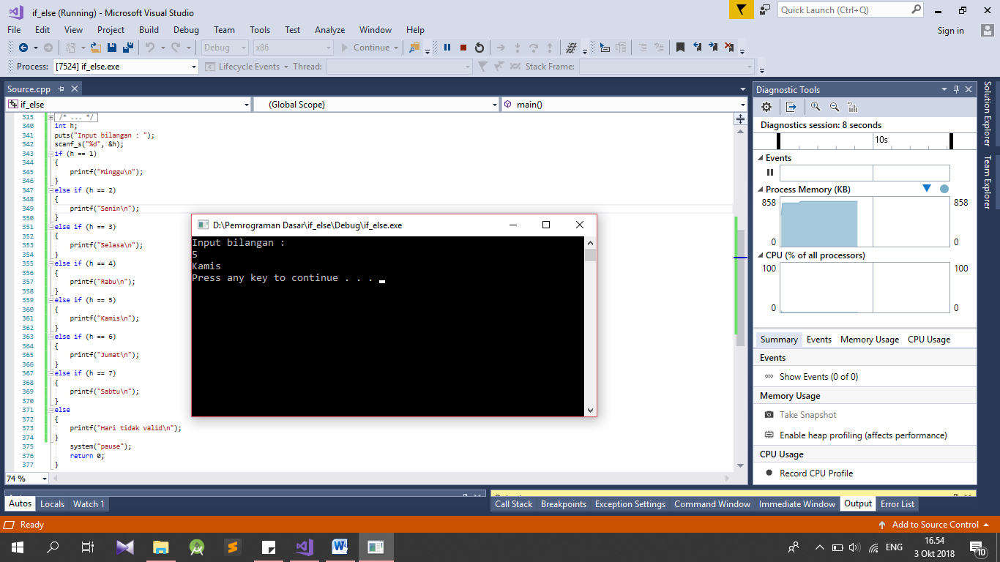 if_else (Running) - Microsoft Visual Studio
Quick Launch (Ctrl+Q)
File Edit View Project Build Debug Team Tools Test Analyze Window Help
Sign in
Debug x86 Continue
Process: [7524] if_else.exe Lifecycle Events Thread: Stack Frame:
Source.cpp
if_else (Global Scope) main()
315 /* ... */
340 int h;
341 puts("Input bilangan : ");
342 scanf_s("%d", &h);
343 if (h == 1)
344 {
345 printf("Minggu\n");
346 }
347 else if (h == 2)
348 {
349 printf("Senin\n");
350 }
351 else if (h == 3)
352 {
353 printf("Selasa\n");
354 }
355 else if (h == 4)
356 {
357 printf("Rabu\n");
358 }
359 else if (h == 5)
360 {
361 printf("Kamis\n");
362 }
363 else if (h == 6)
364 {
365 printf("Jumat\n");
366 }
367 else if (h == 7)
368 {
369 printf("Sabtu\n");
370 }
371 else
372 {
373 printf("Hari tidak valid\n");
374 }
375 system("pause");
376 return 0;
377 }
74 %
D:\Pemrograman Dasar\if_else\Debug\if_else.exe
Input bilangan :
5
Kamis
Press any key to continue . . .
Diagnostic Tools
Diagnostics session: 8 seconds
10s
Events
Process Memory (KB)
858 858
0 0
CPU (% of all processors)
100 100
0 0
Summary Events Memory Usage CPU Usage
Events
Show Events (0 of 0)
Memory Usage
Take Snapshot
Enable heap profiling (affects performance)
CPU Usage
Record CPU Profile
Solution Explorer
Team Explorer
Autos Locals Watch 1
Call Stack Breakpoints Exception Settings Command Window Immediate Window Output Error List
Ready
Add to Source Control
ENG
16.54
3 Okt 2018
10